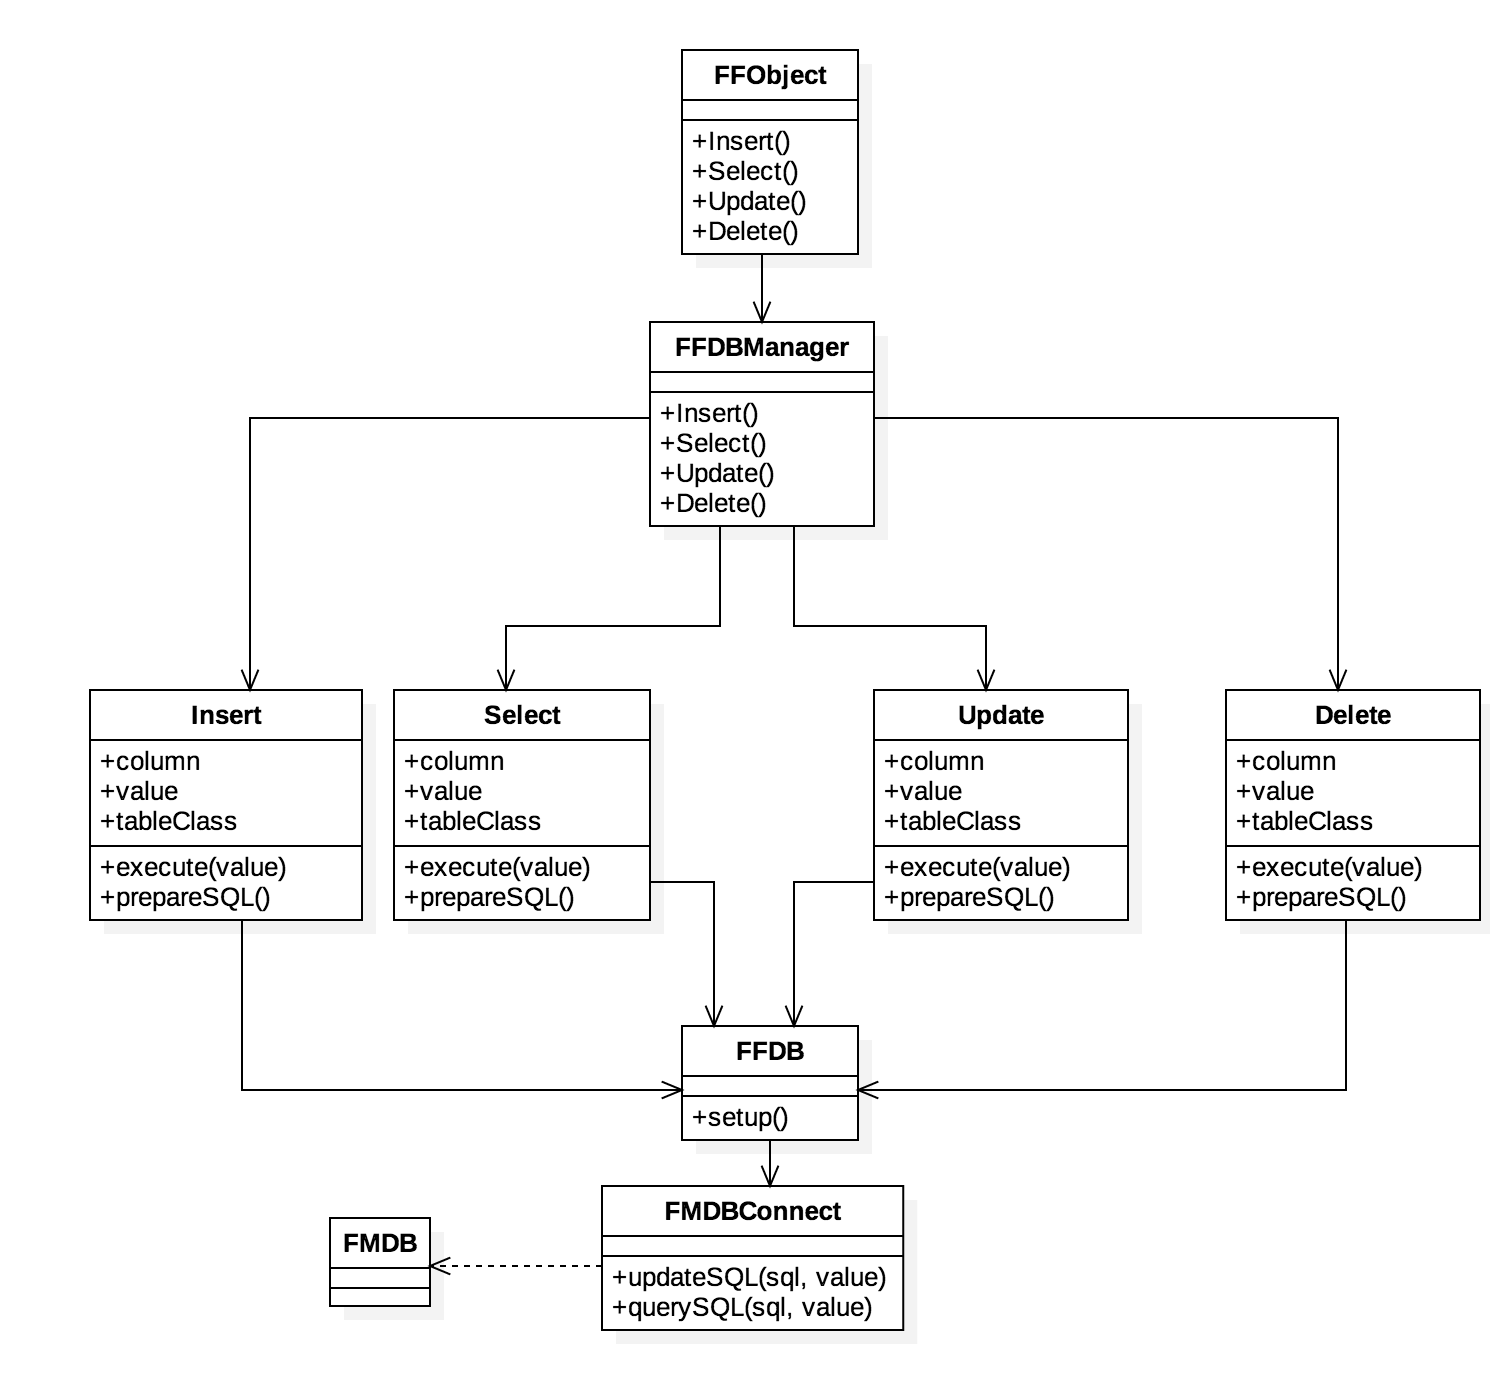 FFObject
+Insert()
+Select()
+Update()
+Delete()
FFDBManager
+Insert()
+Select()
+Update()
+Delete()
Insert
+column
+value
+tableClass
+execute(value)
+prepareSQL()
Select
+column
+value
+tableClass
+execute(value)
+prepareSQL()
Update
+column
+value
+tableClass
+execute(value)
+prepareSQL()
Delete
+column
+value
+tableClass
+execute(value)
+prepareSQL()
FFDB
+setup()
FMDBConnect
+updateSQL(sql, value)
+querySQL(sql, value)
FMDB